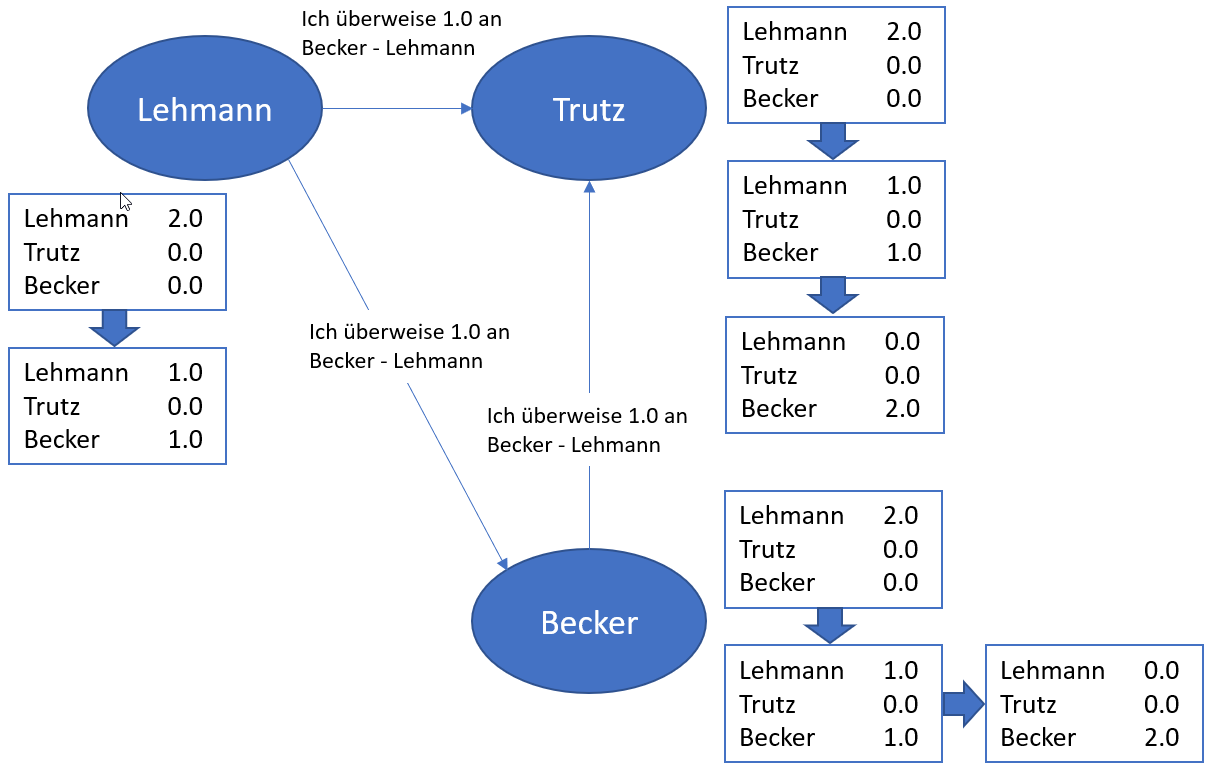 Ich überweise 1.0 an
Becker - Lehmann
Lehmann
Trutz
Lehmann 2.0
Trutz 0.0
Becker 0.0
Lehmann 1.0
Trutz 0.0
Becker 1.0
Lehmann 0.0
Trutz 0.0
Becker 2.0
Lehmann 2.0
Trutz 0.0
Becker 0.0
Lehmann 1.0
Trutz 0.0
Becker 1.0
Ich überweise 1.0 an
Becker - Lehmann
Ich überweise 1.0 an
Becker - Lehmann
Becker
Lehmann 2.0
Trutz 0.0
Becker 0.0
Lehmann 1.0
Trutz 0.0
Becker 1.0
Lehmann 0.0
Trutz 0.0
Becker 2.0